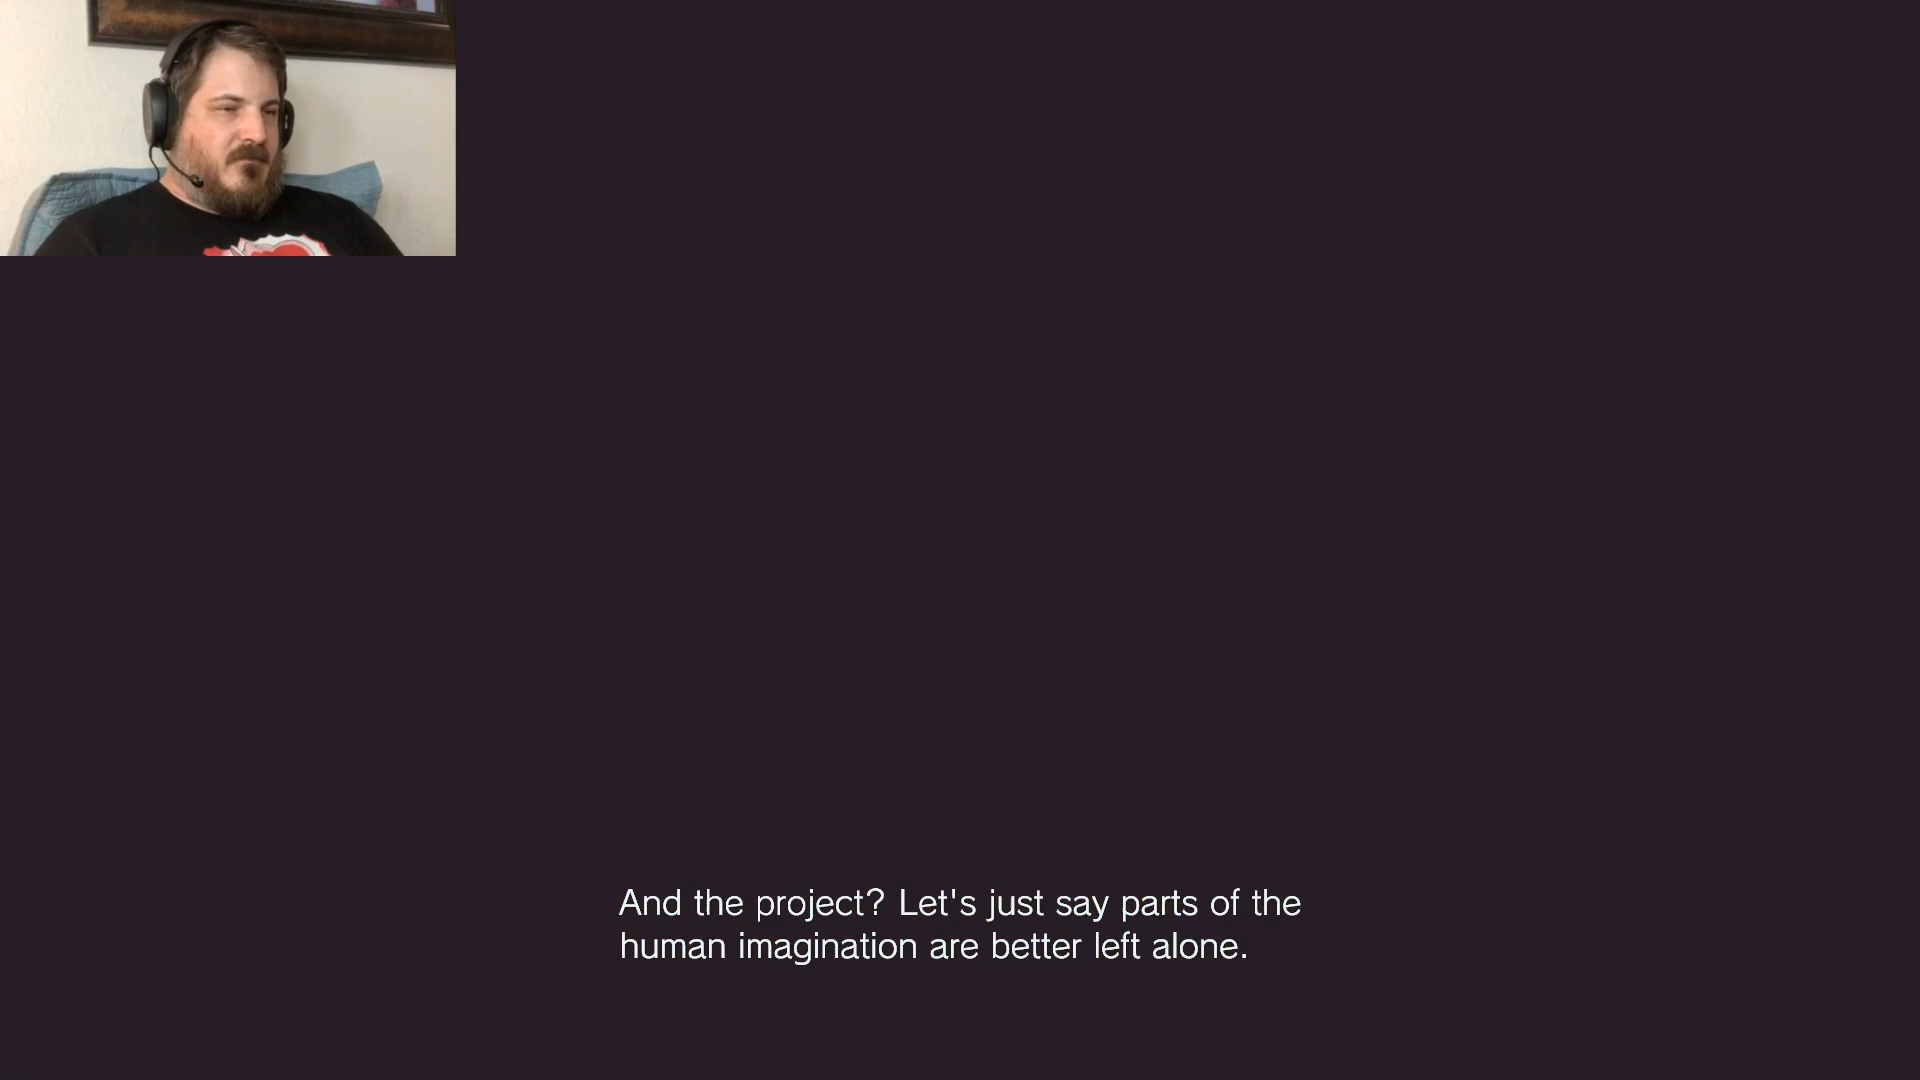 And the project? Let's just say parts of the
human imagination are better left alone.